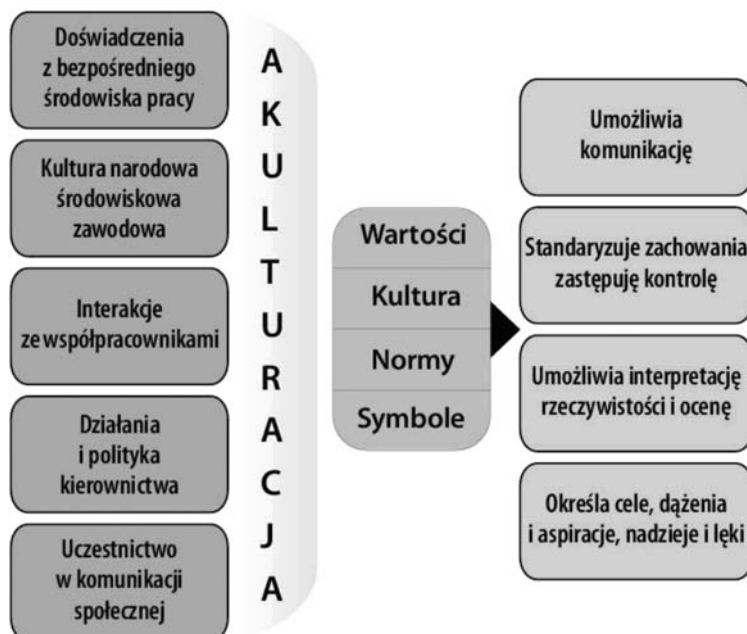 Doświadczenia
z bezpośredniego
środowiska pracy
Kultura narodowa
środowiskowa
zawodowa
Interakcje
ze współpracownikami
Działania
i polityka
kierownictwa
Uczestnictwo
w komunikacji
społecznej
A
K
U
L
T
U
R
A
C
J
A
Wartości
Kultura
Normy
Symbole
Umożliwia
komunikację
Standaryzuje zachowania
zastępuję kontrolę
Umożliwia interpretację
rzeczywistości i ocenę
Określa cele, dążenia
i aspiracje, nadzieje i lęki